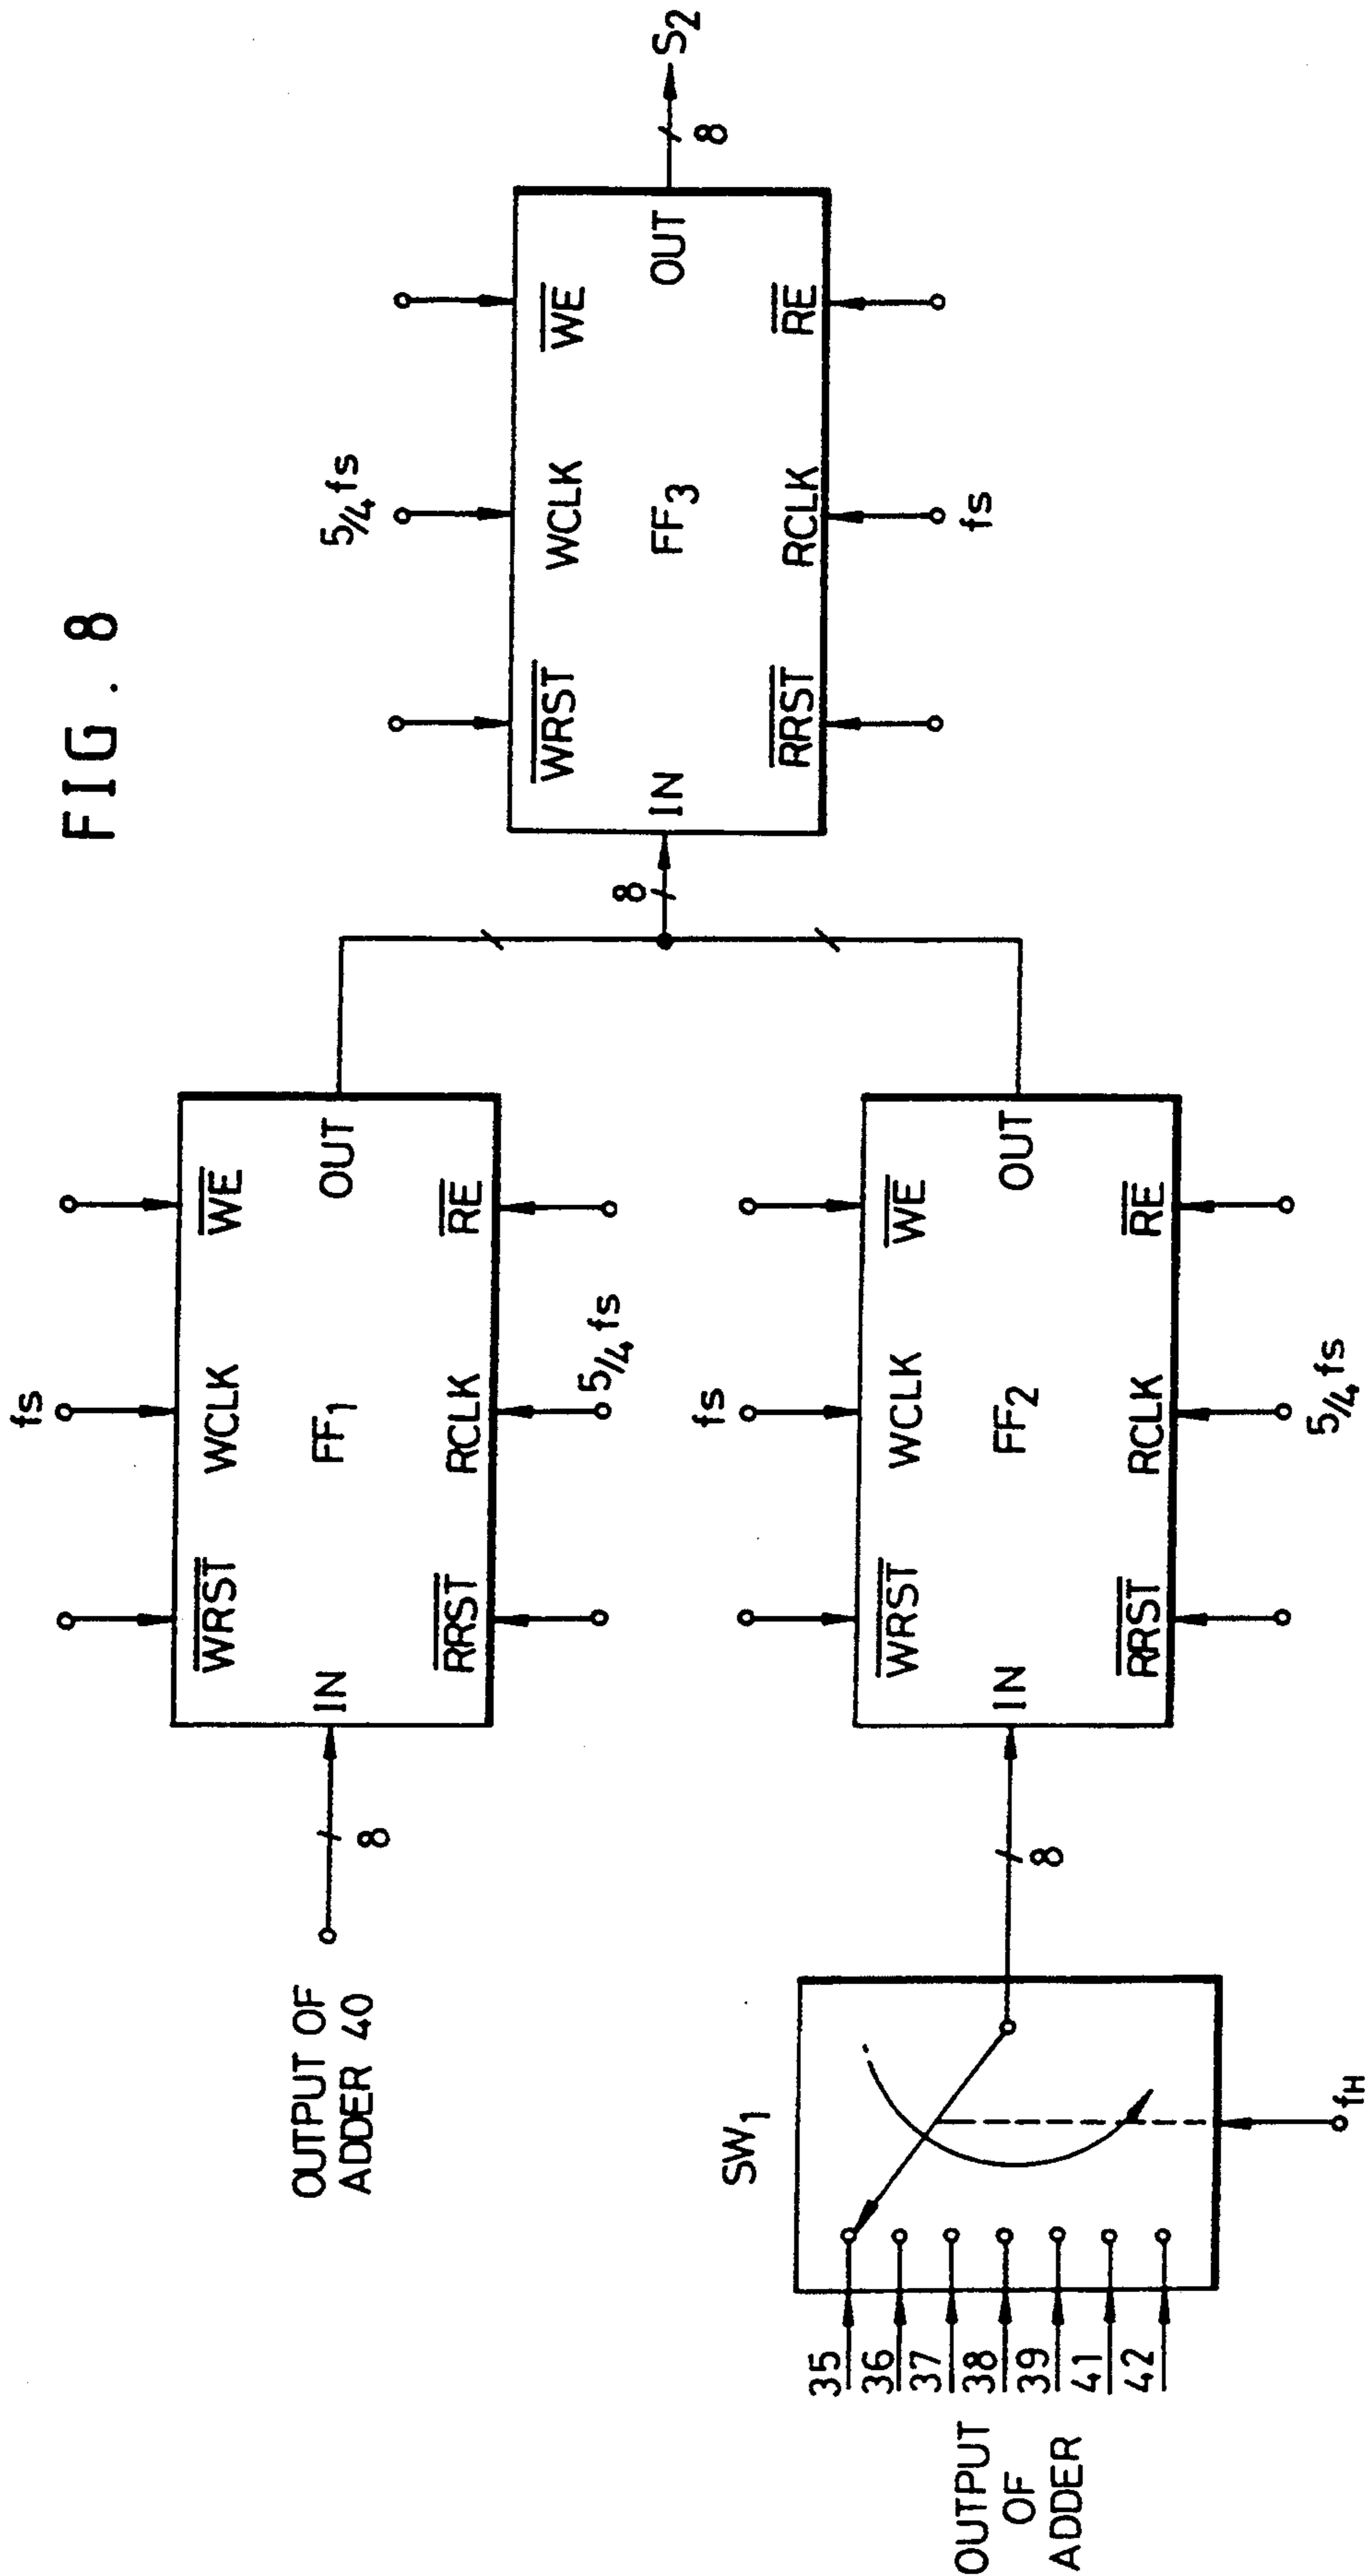 FIG. 8
fs
WRST
WCLK
WE
IN
FF1
OUT
RRST
RCLK
RE
5/4 fs
OUTPUT OF
ADDER 40
8
5/4 fs
WRST
WCLK
WE
IN
FF3
OUT
RRST
RCLK
RE
fs
8
8
S2
SW1
35
36
37
38
39
41
42
OUTPUT
OF
ADDER
fH
8
fs
WRST
WCLK
WE
IN
FF2
OUT
RRST
RCLK
RE
5/4 fs